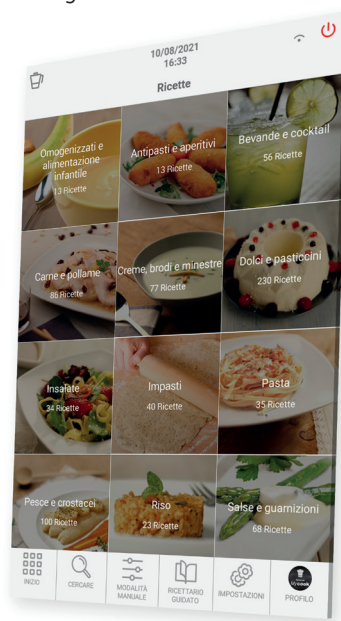 10/08/2021
16:33
Ricette
Omogenizzati e
alimentazione
infantile
13 Ricette
Antipasti e aperitivi
13 Ricette
Bevande e cocktail
56 Ricette
Carne e pollame
86 Ricette
Creme, brodi e minestre
77 Ricette
Dolci e pasticcini
230 Ricette
Insalate
34 Ricette
Impasti
40 Ricette
Pasta
35 Ricette
Pesce e crostacei
100 Ricette
Riso
23 Ricette
Salse e guarnizioni
68 Ricette
INIZIO
CERCARE
MODALITÀ
MANUALE
RICETTARIO
GUIDATO
IMPOSTAZIONI
Mycook
PROFILO